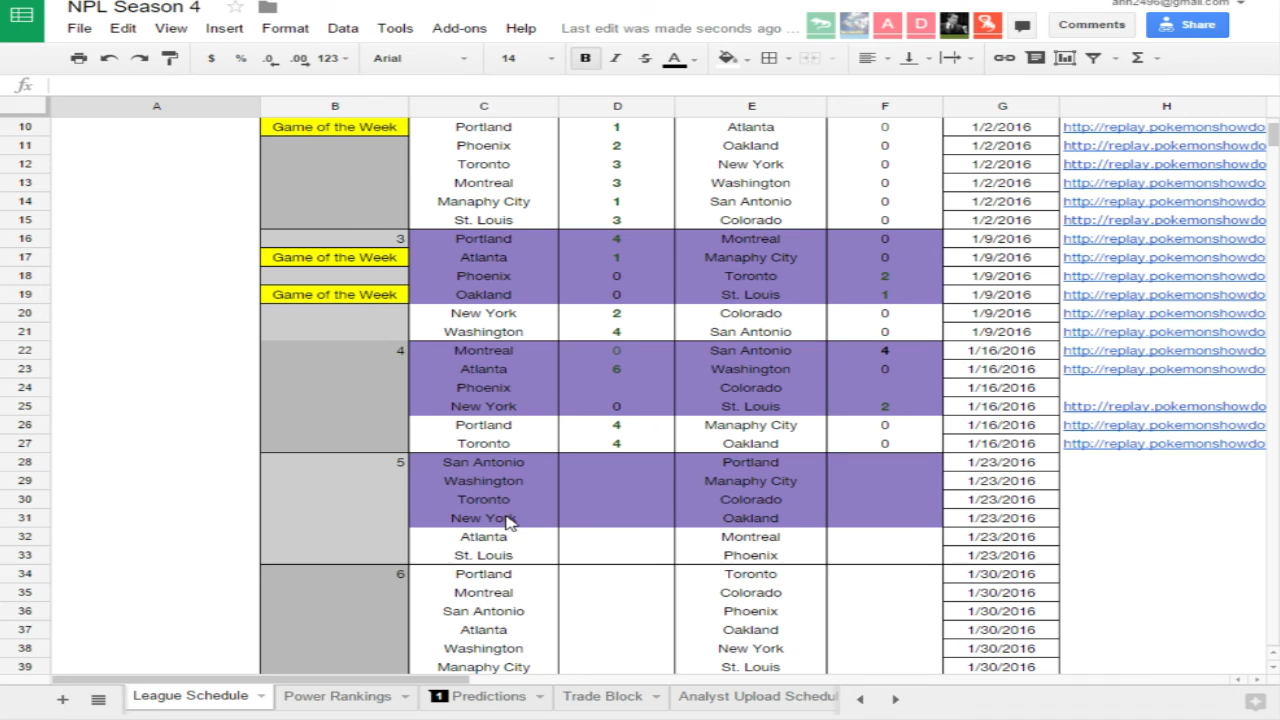 NPL Season 4
ahh2496@gmail.com
File Edit View Insert Format Data Tools Add-ons Help Last edit was made seconds ago ... A D Comments Share
$ % .0 .00 123 Arial 14 B I S A Σ
fx
A B C D E F G H
10 Game of the Week Portland 1 Atlanta 0 1/2/2016 http://replay.pokemonshowdo
11 Phoenix 2 Oakland 0 1/2/2016 http://replay.pokemonshowdo
12 Toronto 3 New York 0 1/2/2016 http://replay.pokemonshowdo
13 Montreal 3 Washington 0 1/2/2016 http://replay.pokemonshowdo
14 Manaphy City 1 San Antonio 0 1/2/2016 http://replay.pokemonshowdo
15 St. Louis 3 Colorado 0 1/2/2016 http://replay.pokemonshowdo
16 3 Portland 4 Montreal 0 1/9/2016 http://replay.pokemonshowdo
17 Game of the Week Atlanta 1 Manaphy City 0 1/9/2016 http://replay.pokemonshowdo
18 Phoenix 0 Toronto 2 1/9/2016 http://replay.pokemonshowdo
19 Game of the Week Oakland 0 St. Louis 1 1/9/2016 http://replay.pokemonshowdo
20 New York 2 Colorado 0 1/9/2016 http://replay.pokemonshowdo
21 Washington 4 San Antonio 0 1/9/2016 http://replay.pokemonshowdo
22 4 Montreal 0 San Antonio 4 1/16/2016 http://replay.pokemonshowdo
23 Atlanta 6 Washington 0 1/16/2016 http://replay.pokemonshowdo
24 Phoenix Colorado 1/16/2016
25 New York 0 St. Louis 2 1/16/2016 http://replay.pokemonshowdo
26 Portland 4 Manaphy City 0 1/16/2016 http://replay.pokemonshowdo
27 Toronto 4 Oakland 0 1/16/2016 http://replay.pokemonshowdo
28 5 San Antonio Portland 1/23/2016
29 Washington Manaphy City 1/23/2016
30 Toronto Colorado 1/23/2016
31 New York Oakland 1/23/2016
32 Atlanta Montreal 1/23/2016
33 St. Louis Phoenix 1/23/2016
34 6 Portland Toronto 1/30/2016
35 Montreal Colorado 1/30/2016
36 San Antonio Phoenix 1/30/2016
37 Atlanta Oakland 1/30/2016
38 Washington New York 1/30/2016
39 Manaphy City St. Louis 1/30/2016
League Schedule Power Rankings 1 Predictions Trade Block Analyst Upload Schedu